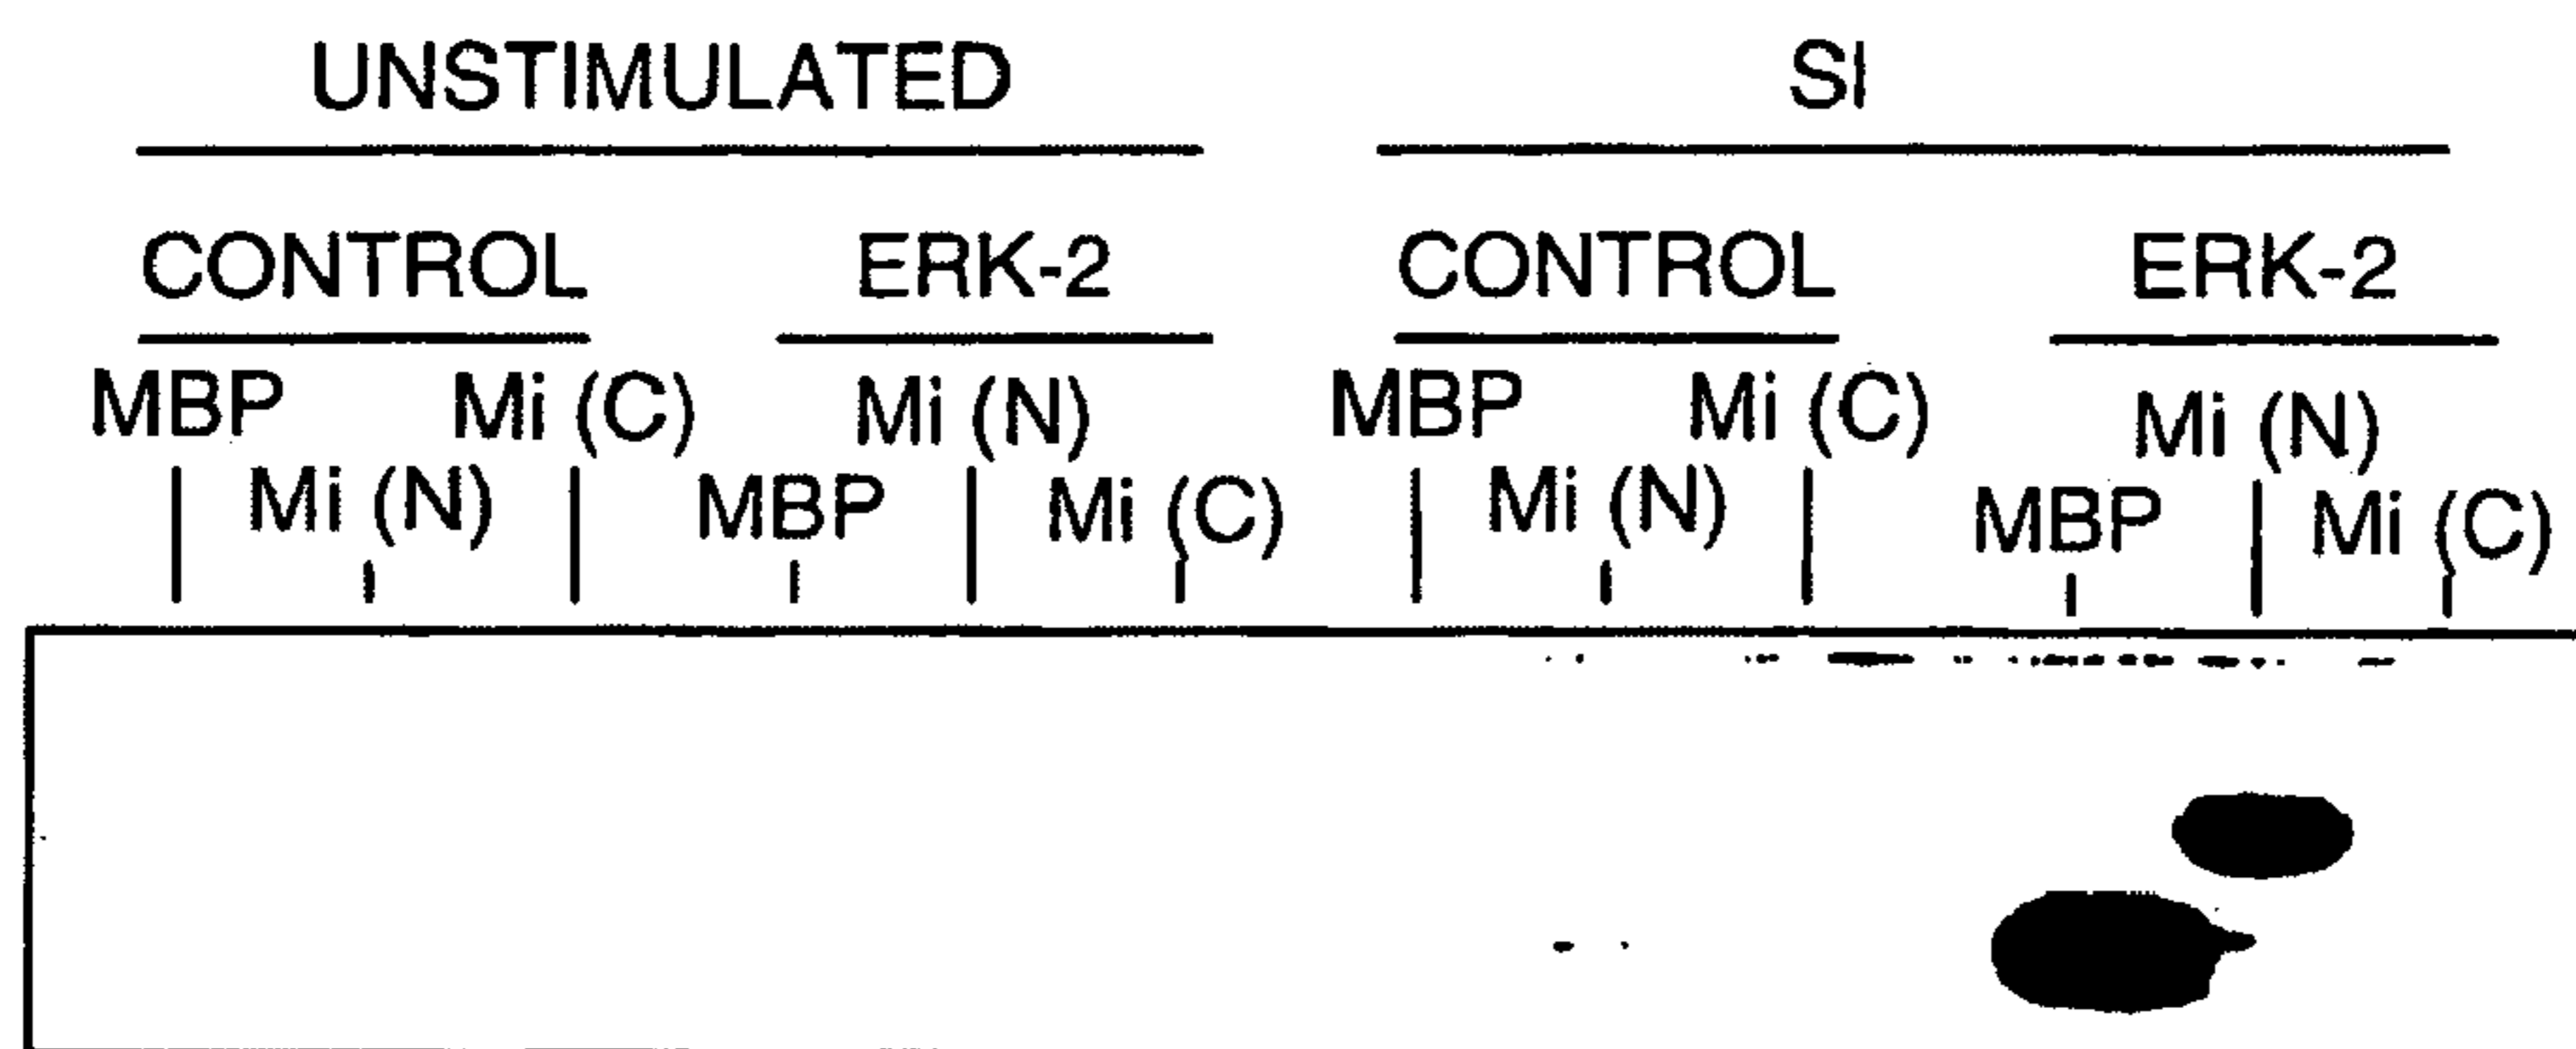 UNSTIMULATED SI
CONTROL ERK-2 CONTROL ERK-2
MBP Mi (C) Mi (N) MBP Mi (C) Mi (N)
Mi (N) MBP Mi (C) Mi (N) MBP Mi (C)